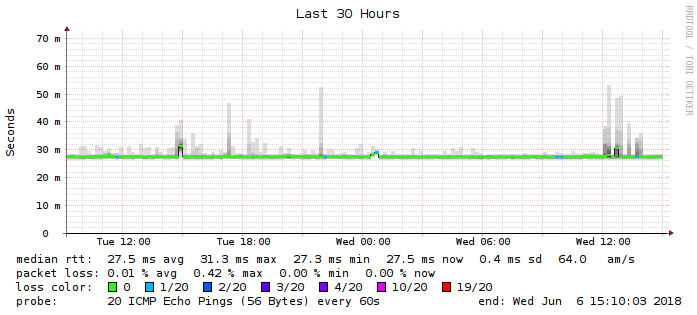 Last 30 Hours
RRDTOOL / TOBI OETIKER
Seconds
70 m
60 m
50 m
40 m
30 m
20 m
10 m
0
Tue 12:00 Tue 18:00 Wed 00:00 Wed 06:00 Wed 12:00
median rtt: 27.5 ms avg 31.3 ms max 27.3 ms min 27.5 ms now 0.4 ms sd 64.0 am/s
packet loss: 0.01 % avg 0.42 % max 0.00 % min 0.00 % now
loss color: 0 1/20 2/20 3/20 4/20 10/20 19/20
probe: 20 ICMP Echo Pings (56 Bytes) every 60s end: Wed Jun 6 15:10:03 2018